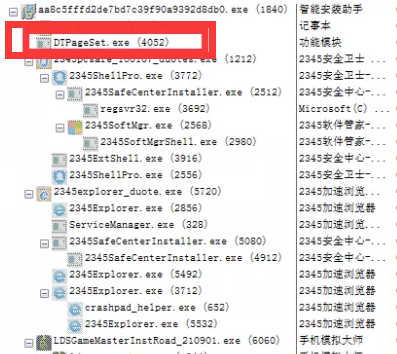 aa8c5fffd2de7bd7c39f90a9392d8db0.exe (1840) 智能安装助手
记事本
DTPageSet.exe (4052) 功能模块
(1212) 2345安全卫士
2345ShellPro.exe (3772) 2345安全卫士-...
2345SafeCenterInstaller.exe (2512) 2345安全中心-...
regsvr32.exe (3692) Microsoft(C)
2345SoftMgr.exe (2568) 2345软件管家-...
2345SoftMgrShell.exe (2980) 2345软件管家-...
2345ExtShell.exe (3916) 2345安全卫士-...
2345ShellPro.exe (2556) 2345安全卫士-...
2345explorer_duote.exe (5720) 2345加速浏览...
2345Explorer.exe (2856) 2345加速浏览器
ServiceManager.exe (328) 2345加速浏览...
2345SafeCenterInstaller.exe (5080) 2345安全中心-...
2345SafeCenterInstaller.exe (4912) 2345安全中心-...
2345Explorer.exe (5492) 2345加速浏览器
2345Explorer.exe (3712) 2345加速浏览器
crashpad_helper.exe (652) 2345加速浏览器
2345Explorer.exe (5532) 2345加速浏览器
LDSGameMasterInstRoad_210901.exe (6060) 手机模拟大师